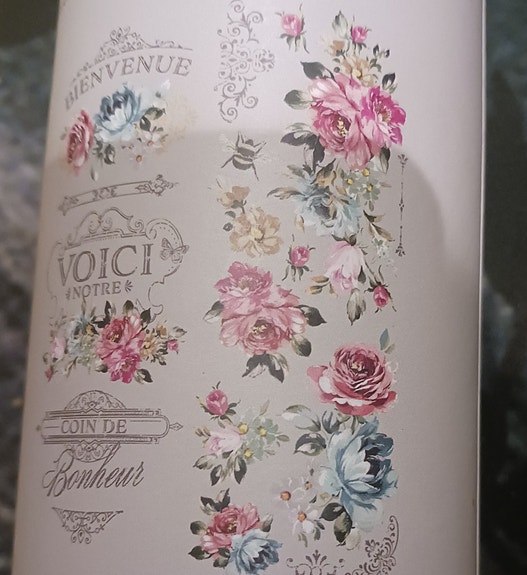 BIENVENUE
VOICI
NOTRE
COIN DE
Bonheur